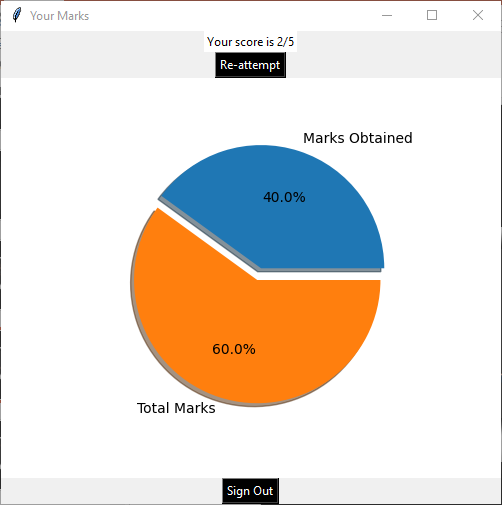 Your Marks
Your score is 2/5
Re-attempt
Marks Obtained
40.0%
60.0%
Total Marks
Sign Out